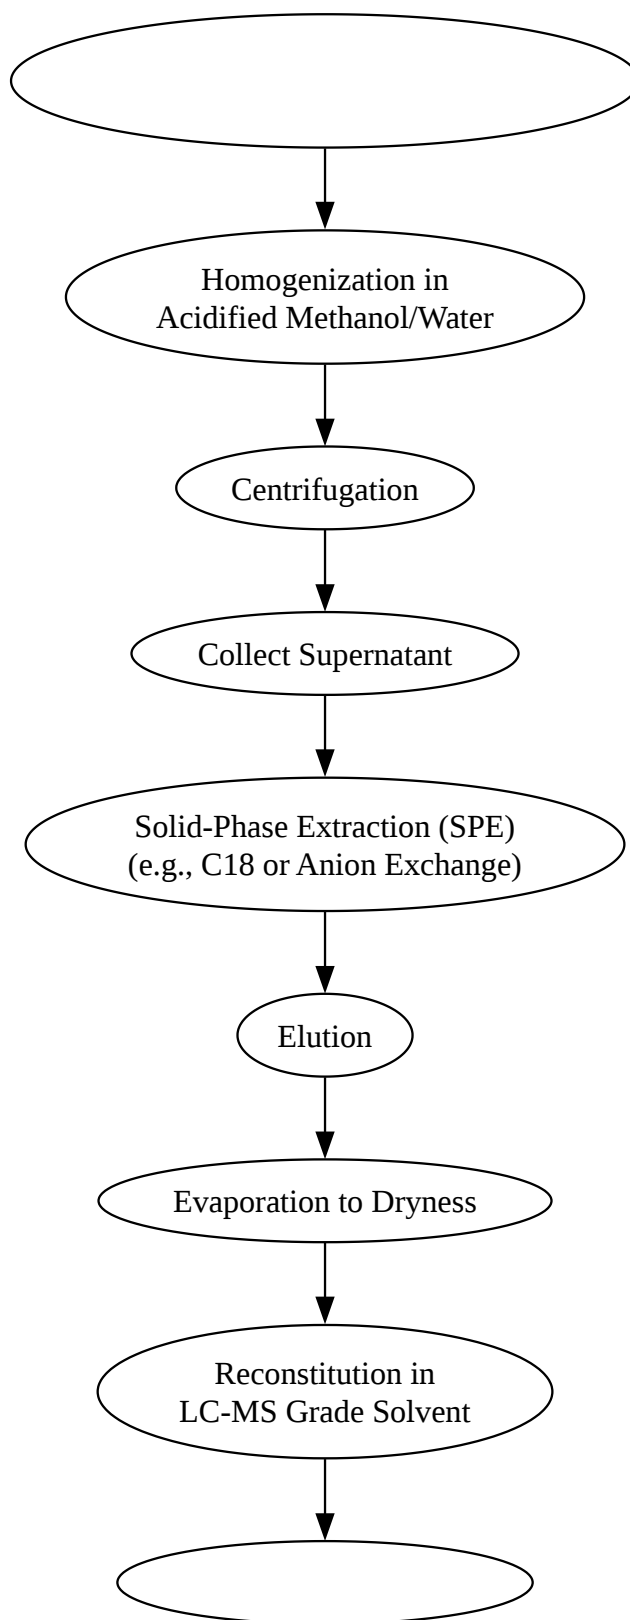 Homogenization in
Acidified Methanol/Water
Centrifugation
Collect Supernatant
Solid-Phase Extraction (SPE)
(e.g., C18 or Anion Exchange)
Elution
Evaporation to Dryness
Reconstitution in
LC-MS Grade Solvent